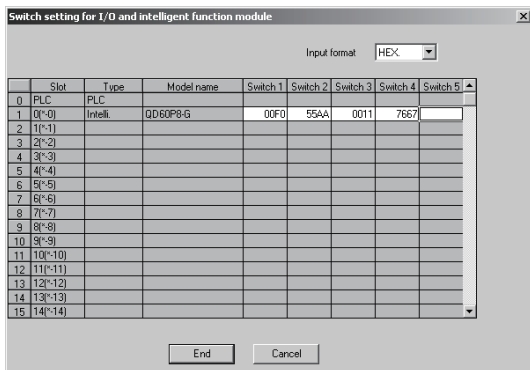 Switch setting for I/O and intelligent function module
Input format HEX.
Slot Type Model name Switch 1 Switch 2 Switch 3 Switch 4 Switch 5
0 PLC PLC
1 0(*-0) Intelli. QD60P8-G 00F0 55AA 0011 7667
2 1(*-1)
3 2(*-2)
4 3(*-3)
5 4(*-4)
6 5(*-5)
7 6(*-6)
8 7(*-7)
9 8(*-8)
10 9(*-9)
11 10(*-10)
12 11(*-11)
13 12(*-12)
14 13(*-13)
15 14(*-14)
End Cancel